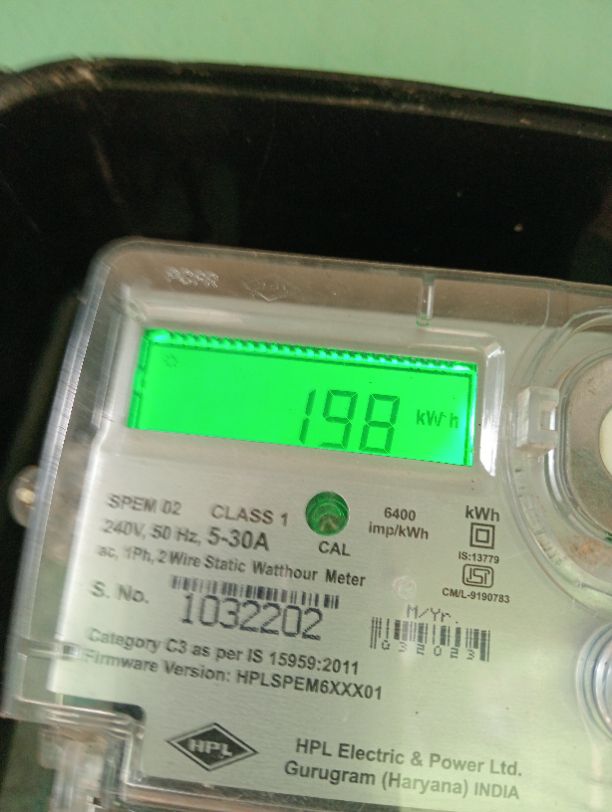 198 kWh
SPEM 02 CLASS 1
240V, 50 Hz, 5-30A
ac, 1Ph, 2 Wire Static Watthour Meter
CAL
6400
imp/kWh
kWh
IS:13779
ISI
CM/L-9190783
S. No.
1032202
M/Yr.
032023
Category C3 as per IS 15959:2011
Firmware Version: HPLSPEM6XXX01
HPL
HPL Electric & Power Ltd.
Gurugram (Haryana) INDIA